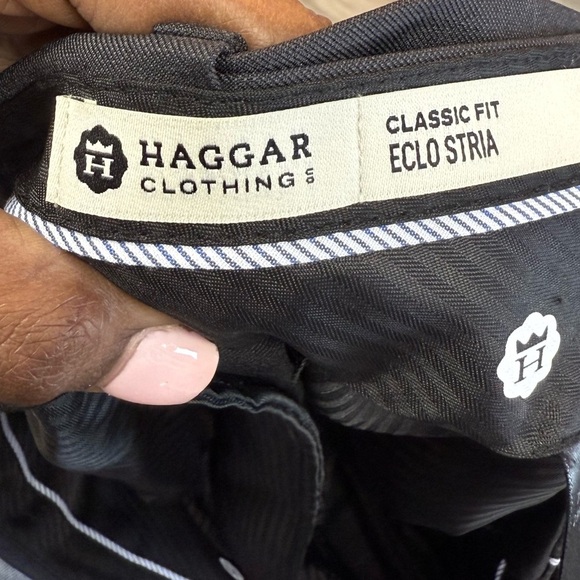 H
HAGGAR
CLOTHING CO
CLASSIC FIT
ECLO STRIA
H